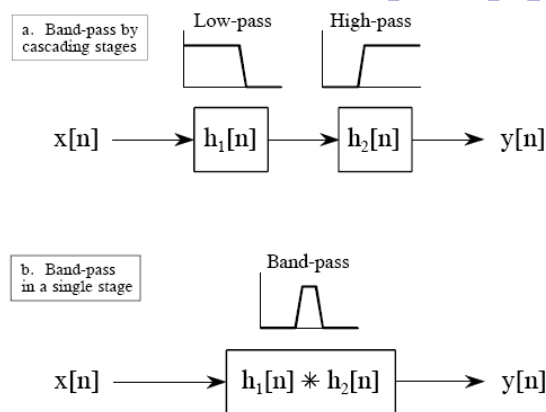 a. Band-pass by
cascading stages
Low-pass
High-pass
x[n]
h₁[n]
h₂[n]
y[n]
b. Band-pass
in a single stage
Band-pass
x[n]
h₁[n] ∗ h₂[n]
y[n]